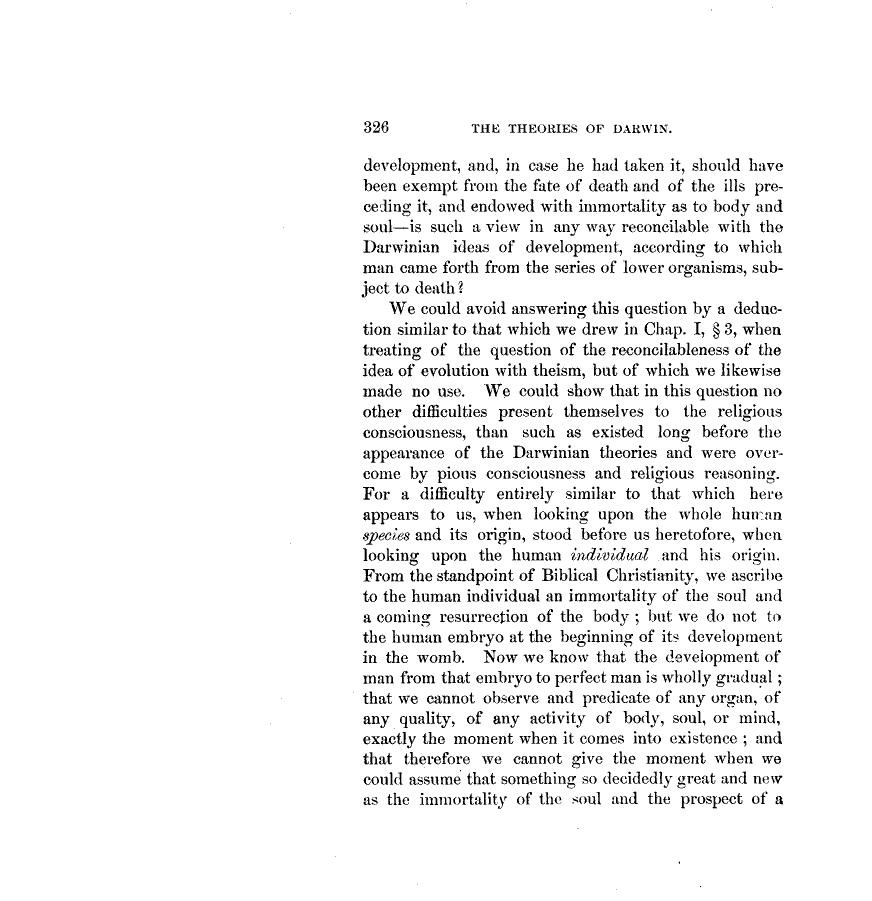 326 THE THEORIES OF DARWIN.
development, and, in case he had taken it, should have
been exempt from the fate of death and of the ills pre-
ceding it, and endowed with immortality as to body and
soul—is such a view in any way reconcilable with the
Darwinian ideas of development, according to which
man came forth from the series of lower organisms, sub-
ject to death?
We could avoid answering this question by a deduc-
tion similar to that which we drew in Chap. I, § 3, when
treating of the question of the reconcilableness of the
idea of evolution with theism, but of which we likewise
made no use. We could show that in this question no
other difficulties present themselves to the religious
consciousness, than such as existed long before the
appearance of the Darwinian theories and were over-
come by pious consciousness and religious reasoning.
For a difficulty entirely similar to that which here
appears to us, when looking upon the whole human
species and its origin, stood before us heretofore, when
looking upon the human individual and his origin.
From the standpoint of Biblical Christianity, we ascribe
to the human individual an immortality of the soul and
a coming resurrection of the body ; but we do not to
the human embryo at the beginning of its development
in the womb. Now we know that the development of
man from that embryo to perfect man is wholly gradual ;
that we cannot observe and predicate of any organ, of
any quality, of any activity of body, soul, or mind,
exactly the moment when it comes into existence ; and
that therefore we cannot give the moment when we
could assume that something so decidedly great and new
as the immortality of the soul and the prospect of a